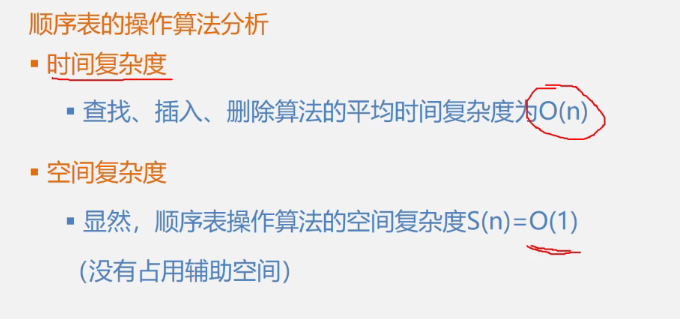 顺序表的操作算法分析
▪ 时间复杂度
▪ 查找、插入、删除算法的平均时间复杂度为O(n)
▪ 空间复杂度
▪ 显然，顺序表操作算法的空间复杂度S(n)=O(1)
（没有占用辅助空间）